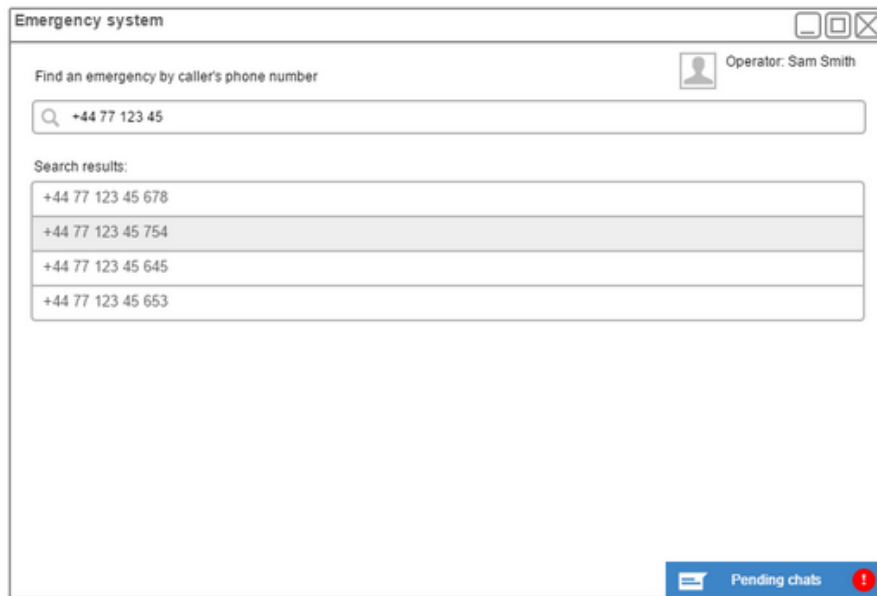 Emergency system
Operator: Sam Smith
Find an emergency by caller's phone number
+44 77 123 45
Search results:
+44 77 123 45 678
+44 77 123 45 754
+44 77 123 45 645
+44 77 123 45 653
Pending chats !